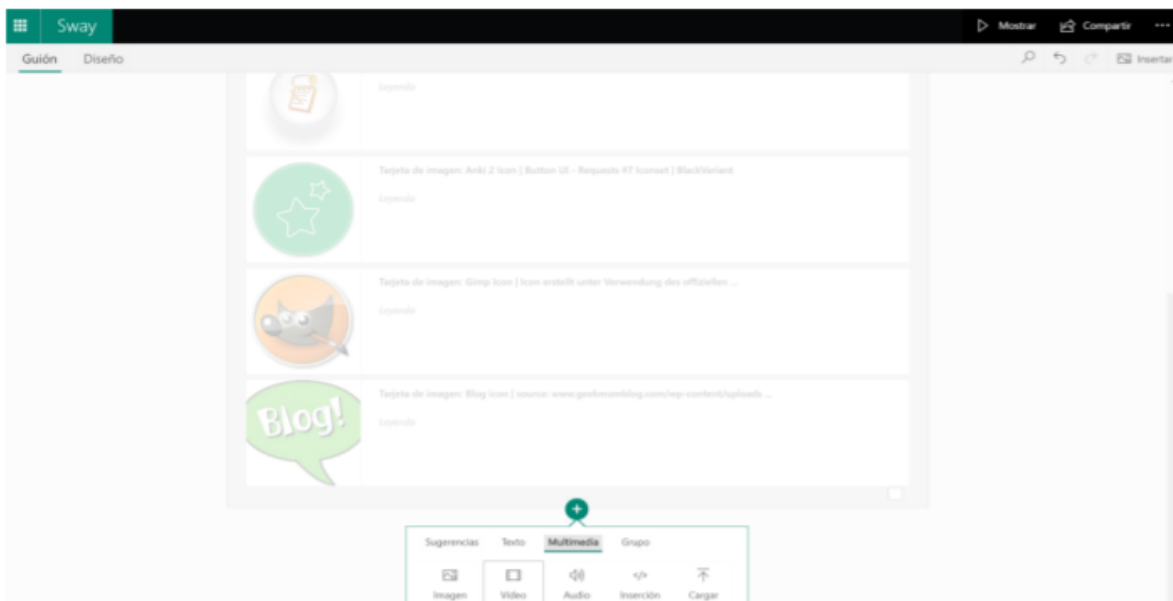 Sway
Mostrar
Compartir
Guión
Diseño
Insertar
Leyenda
Tarjeta de imagen: Anki 2 Icon | Button UI - Requests #7 Iconset | BlackVariant
Leyenda
Tarjeta de imagen: Gimp Icon | Icon erstellt unter Verwendung des offiziellen ...
Leyenda
Blog!
Tarjeta de imagen: Blog icon | source: www.geekmomblog.com/wp-content/uploads ...
Leyenda
Sugerencias Texto Multimedia Grupo
Imagen Vídeo Audio Inserción Cargar